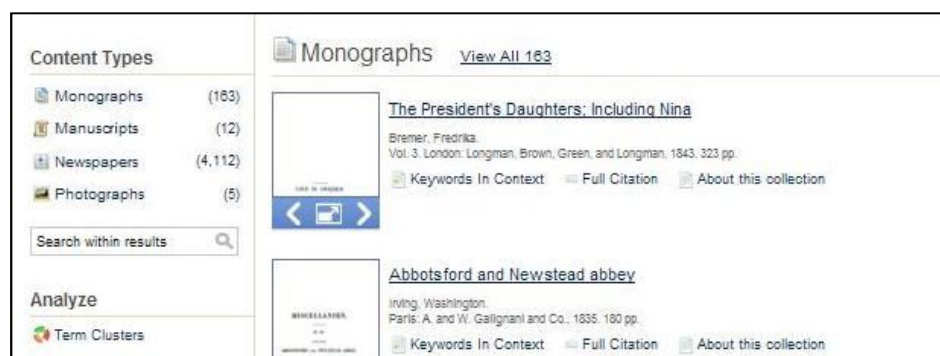 Content Types
Monographs (163)
Manuscripts (12)
Newspapers (4,112)
Photographs (5)
Search within results
Analyze
Term Clusters
Monographs View All 163
The President's Daughters; Including Nina
Bremer, Fredrika.
Vol. 3. London: Longman, Brown, Green, and Longman, 1843. 323 pp.
Keywords In Context Full Citation About this collection
Abbotsford and Newstead abbey
Irving, Washington.
Paris: A. and W. Galignani and Co., 1835. 180 pp.
Keywords In Context Full Citation About this collection
MISCELLANIES.